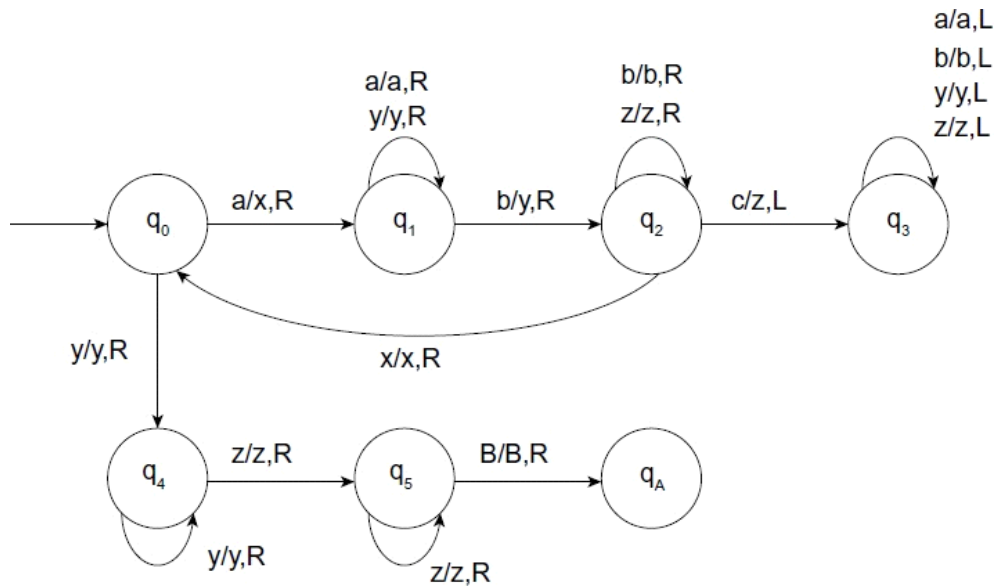 a/a,L
b/b,L
y/y,L
z/z,L
a/a,R
y/y,R
b/b,R
z/z,R
q0
a/x,R
q1
b/y,R
q2
c/z,L
q3
y/y,R
x/x,R
q4
z/z,R
q5
B/B,R
qA
y/y,R
z/z,R